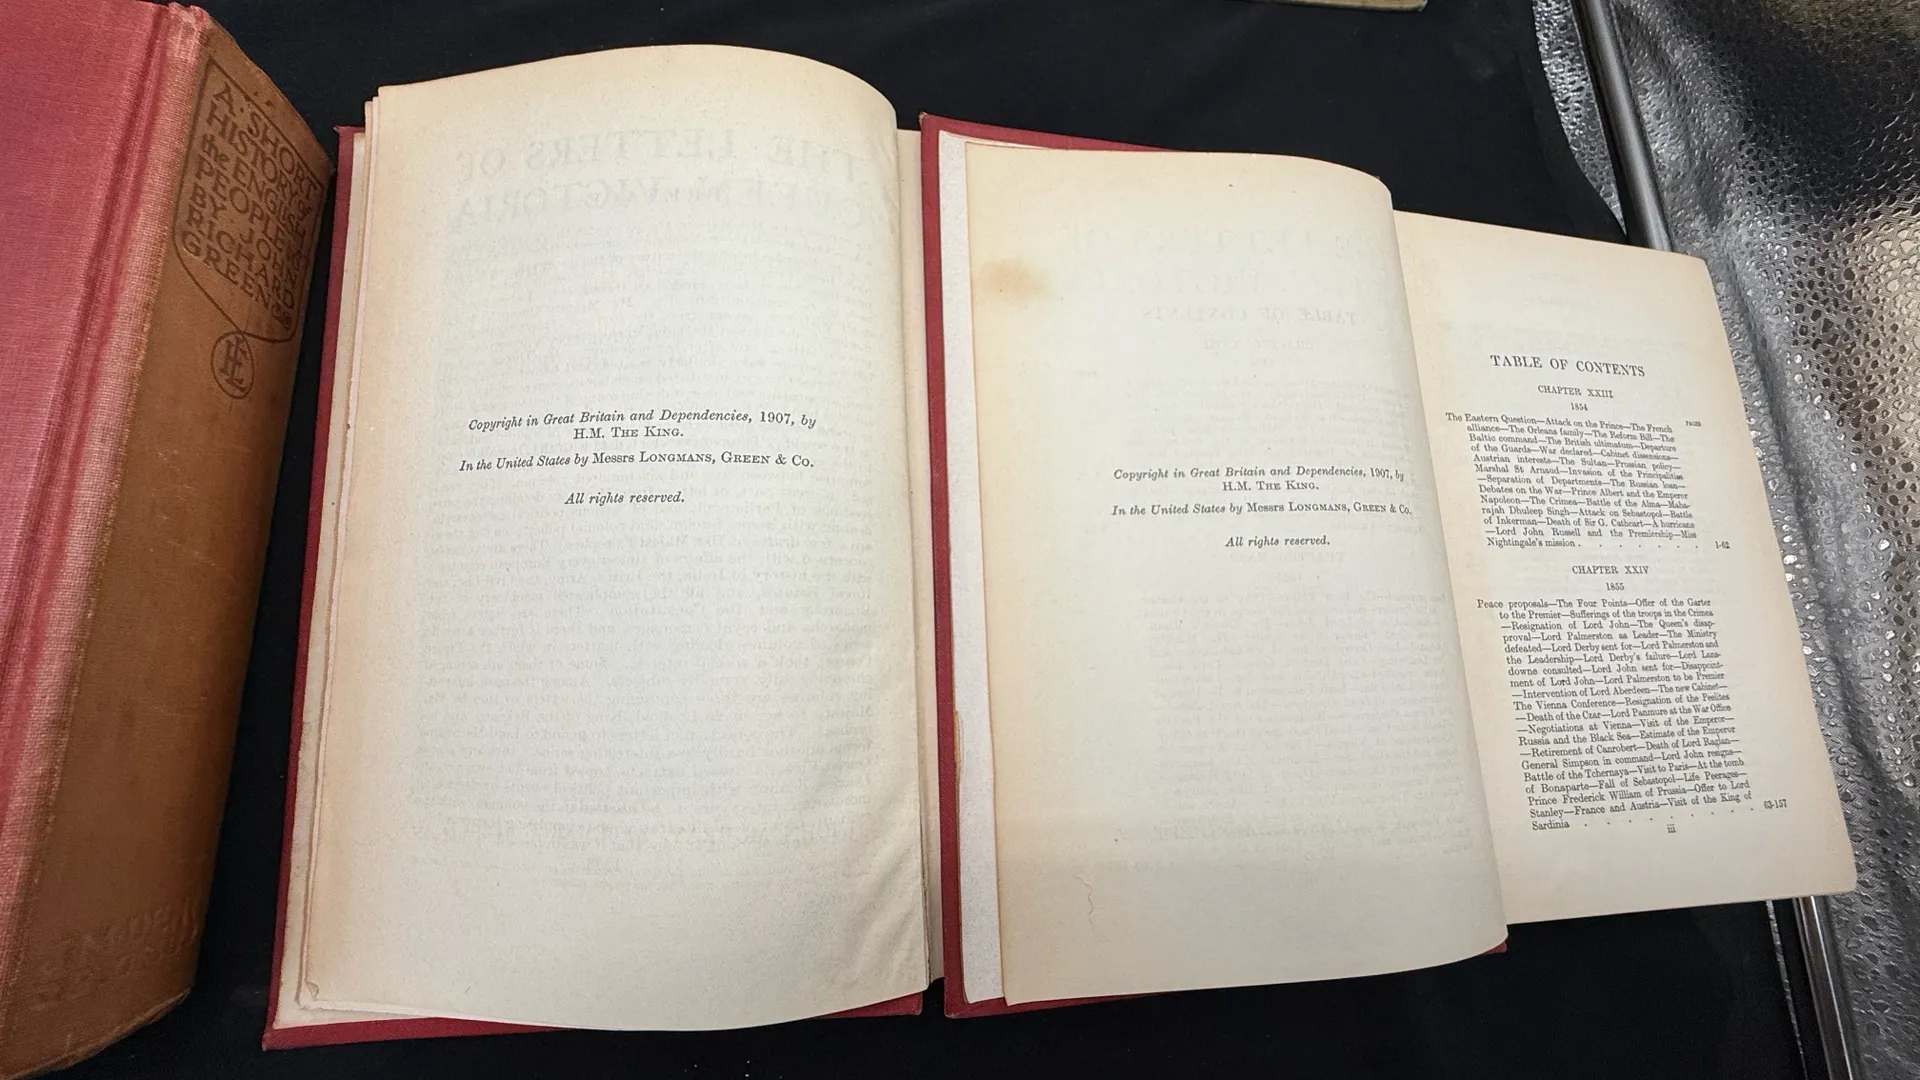 A · SHORT
HISTORY of
the ENGLISH
PEOPLE
BY JOHN
RICHARD
GREEN
THE LETTERS OF
QUEEN VICTORIA
Copyright in Great Britain and Dependencies, 1907, by
H.M. THE KING.
In the United States by Messrs LONGMANS, GREEN & Co.
All rights reserved.
TABLE OF CONTENTS
Copyright in Great Britain and Dependencies, 1907, by
H.M. THE KING.
In the United States by Messrs LONGMANS, GREEN & Co.
All rights reserved.
TABLE OF CONTENTS
CHAPTER XXIII
1854
PAGES
The Eastern Question—Attack on the Prince—The French
alliance—The Orleans family—The Reform Bill—The
Baltic command—The British ultimatum—Departure
of the Guards—War declared—Cabinet dissensions—
Austrian interests—The Sultan—Prussian policy—
Marshal St Arnaud—Invasion of the Principalities
—Separation of Departments—The Russian loan—
Debates on the War—Prince Albert and the Emperor
Napoleon—The Crimea—Battle of the Alma—Maha-
rajah Dhuleep Singh—Attack on Sebastopol—Battle
of Inkerman—Death of Sir G. Cathcart—A hurricane
—Lord John Russell and the Premiership—Miss
Nightingale's mission . . . . . . 1-62
CHAPTER XXIV
1855
Peace proposals—The Four Points—Offer of the Garter
to the Premier—Sufferings of the troops in the Crimea
—Resignation of Lord John—The Queen's disap-
proval—Lord Palmerston as Leader—The Ministry
defeated—Lord Derby sent for—Lord Palmerston and
the Leadership—Lord Derby's failure—Lord Lans-
downe consulted—Lord John sent for—Disappoint-
ment of Lord John—Lord Palmerston to be Premier
—Intervention of Lord Aberdeen—The new Cabinet—
The Vienna Conference—Resignation of the Peelites
—Death of the Czar—Lord Panmure at the War Office
—Negotiations at Vienna—Visit of the Emperor—
Russia and the Black Sea—Estimate of the Emperor
—Retirement of Canrobert—Death of Lord Raglan—
General Simpson in command—Lord John resigns—
Battle of the Tchernaya—Visit to Paris—At the tomb
of Bonaparte—Fall of Sebastopol—Life Peerages—
Prince Frederick William of Prussia—Offer to Lord
Stanley—France and Austria—Visit of the King of
Sardinia . . . . . . . 63-157
iii